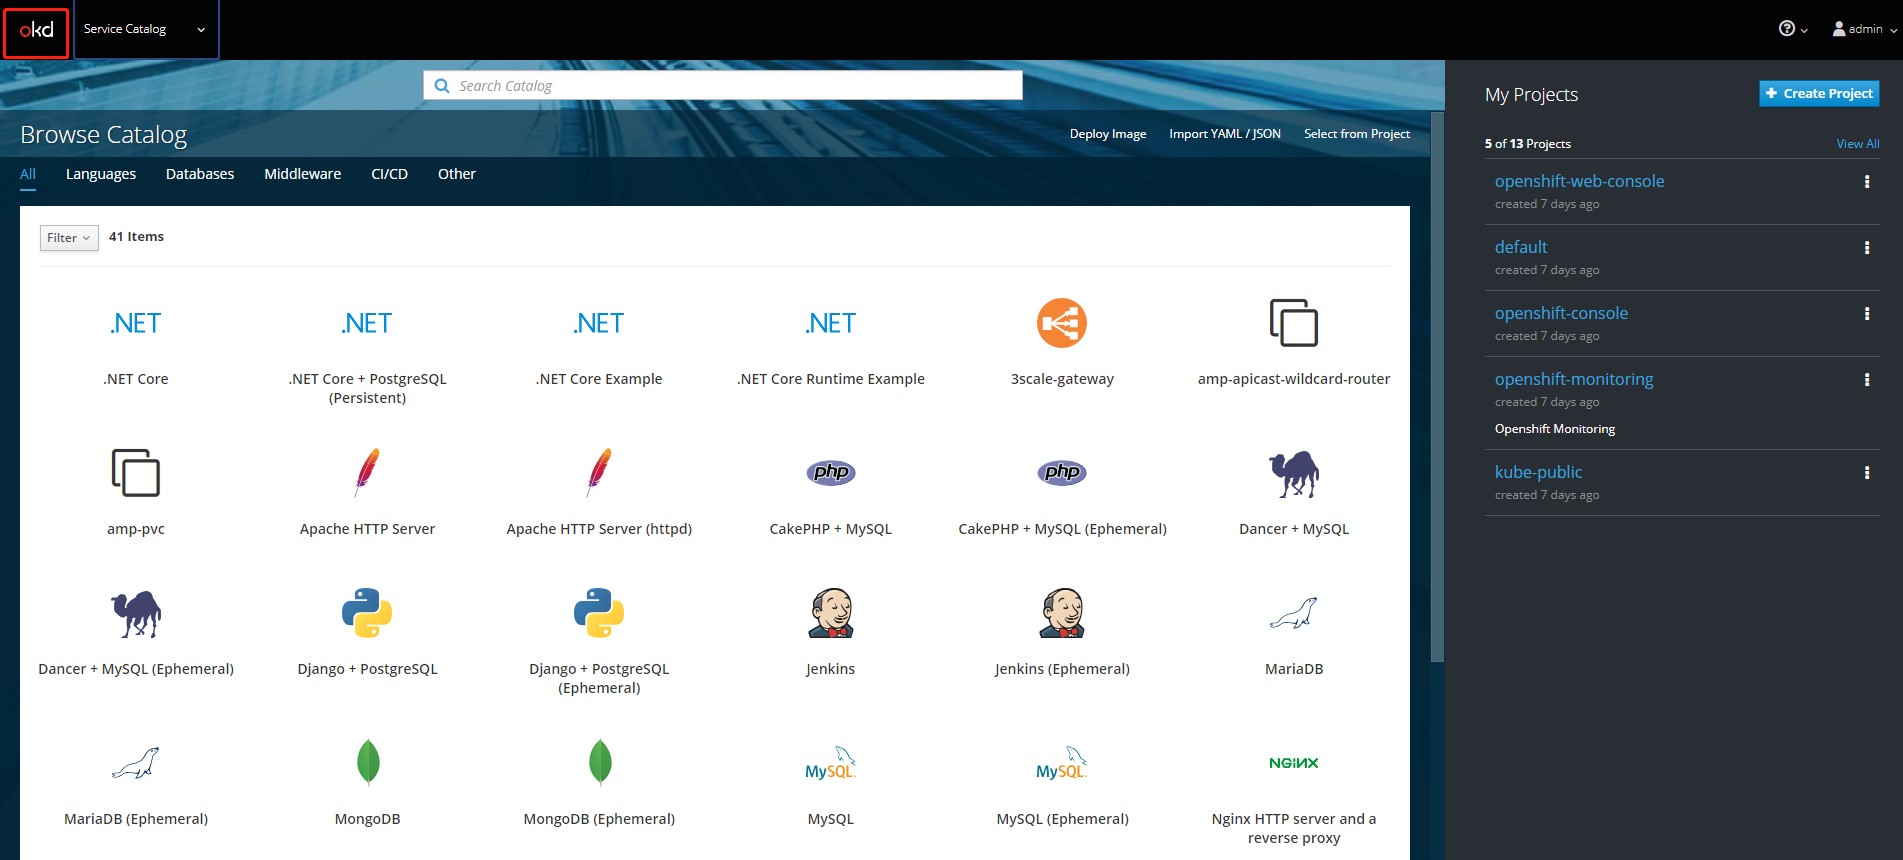 okd
Service Catalog
admin
Search Catalog
Browse Catalog
Deploy Image Import YAML / JSON Select from Project
All Languages Databases Middleware CI/CD Other
Filter 41 Items
.NET .NET .NET .NET
.NET Core
.NET Core + PostgreSQL
(Persistent)
.NET Core Example
.NET Core Runtime Example
3scale-gateway
amp-apicast-wildcard-router
php php
amp-pvc
Apache HTTP Server
Apache HTTP Server (httpd)
CakePHP + MySQL
CakePHP + MySQL (Ephemeral)
Dancer + MySQL
Dancer + MySQL (Ephemeral)
Django + PostgreSQL
Django + PostgreSQL
(Ephemeral)
Jenkins
Jenkins (Ephemeral)
MariaDB
MySQL MySQL NGINX
MariaDB (Ephemeral)
MongoDB
MongoDB (Ephemeral)
MySQL
MySQL (Ephemeral)
Nginx HTTP server and a
reverse proxy
My Projects
+ Create Project
5 of 13 Projects
View All
openshift-web-console
created 7 days ago
default
created 7 days ago
openshift-console
created 7 days ago
openshift-monitoring
created 7 days ago
Openshift Monitoring
kube-public
created 7 days ago